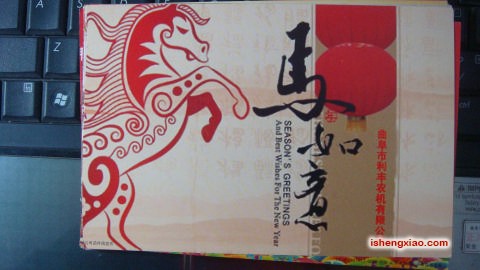 马如意
SEASON'S GREETINGS
And Best Wishes For The New Year
曲阜市利丰农机有限公
ishengxiao.com